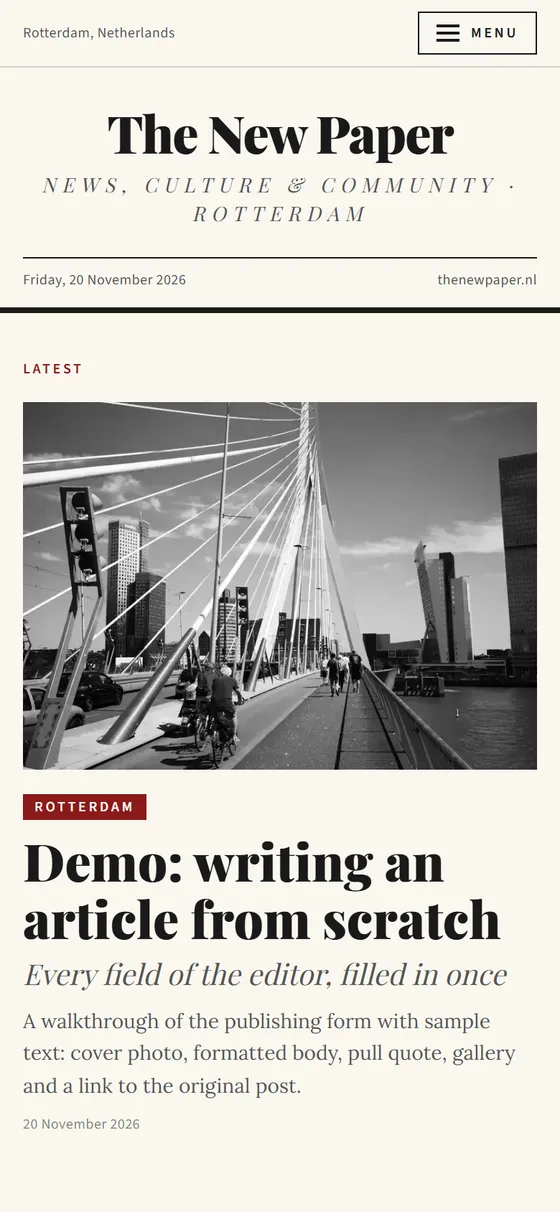 Rotterdam, Netherlands
MENU
The New Paper
NEWS, CULTURE & COMMUNITY ·
ROTTERDAM
Friday, 20 November 2026
thenewpaper.nl
LATEST
ROTTERDAM
Demo: writing an
article from scratch
Every field of the editor, filled in once
A walkthrough of the publishing form with sample
text: cover photo, formatted body, pull quote, gallery
and a link to the original post.
20 November 2026